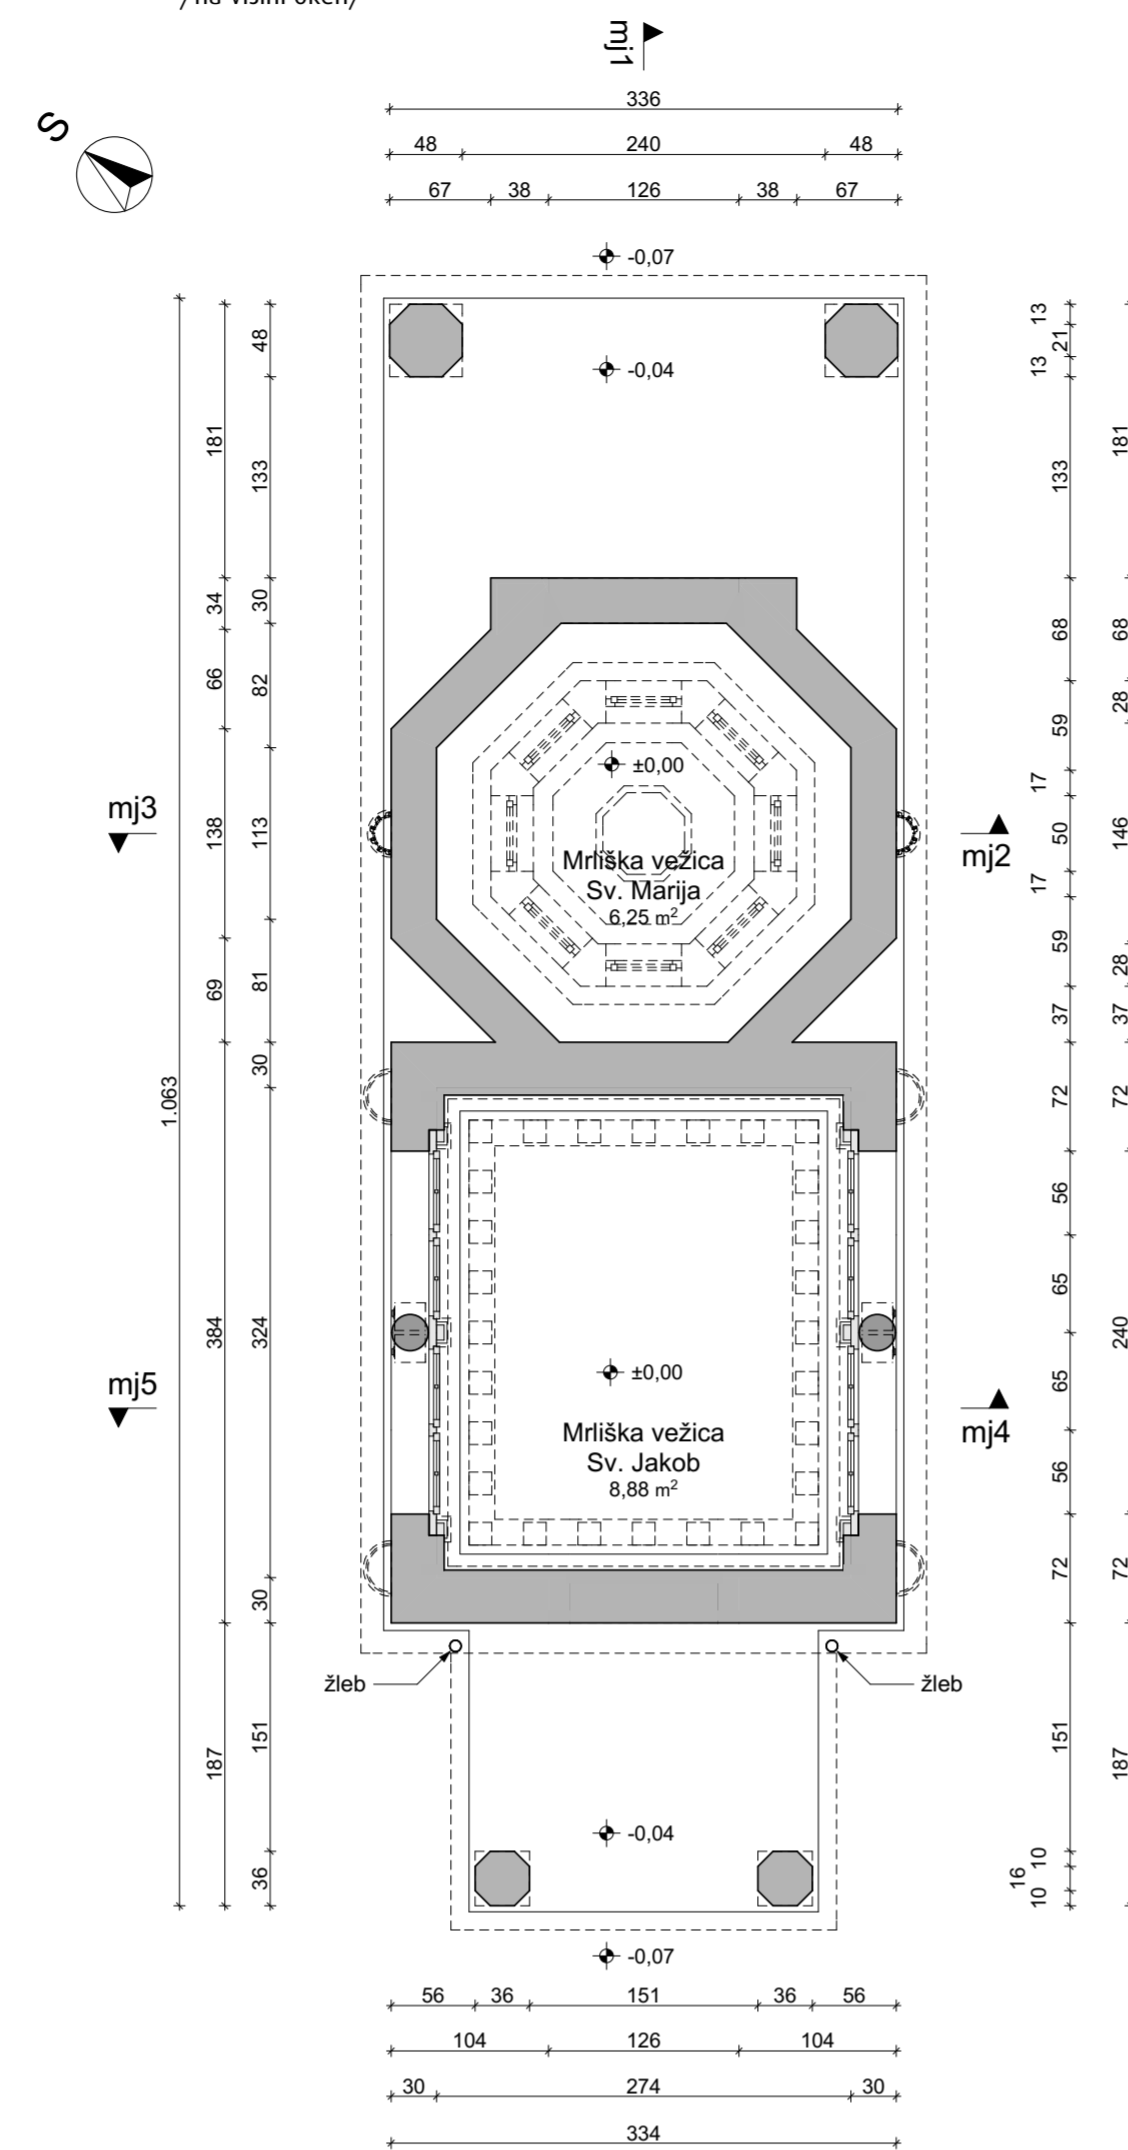 /na višini oken/
mj1
S
336
48 240 48
67 38 126 38 67
-0,07
-0,04
1.063
181
34
66
138
69
384
187
48
133
30
82
113
81
30
324
30
151
36
13
21
13
133
68
59
17
50
17
59
37
72
56
65
65
56
72
151
10
16
10
181
68
28
146
28
37
72
240
72
187
±0,00
mj3
mj2
Mrliška vežica
Sv. Marija
6,25 m²
mj5
mj4
±0,00
Mrliška vežica
Sv. Jakob
8,88 m²
žleb
žleb
-0,04
-0,07
56 36 151 36 56
104 126 104
30 274 30
334